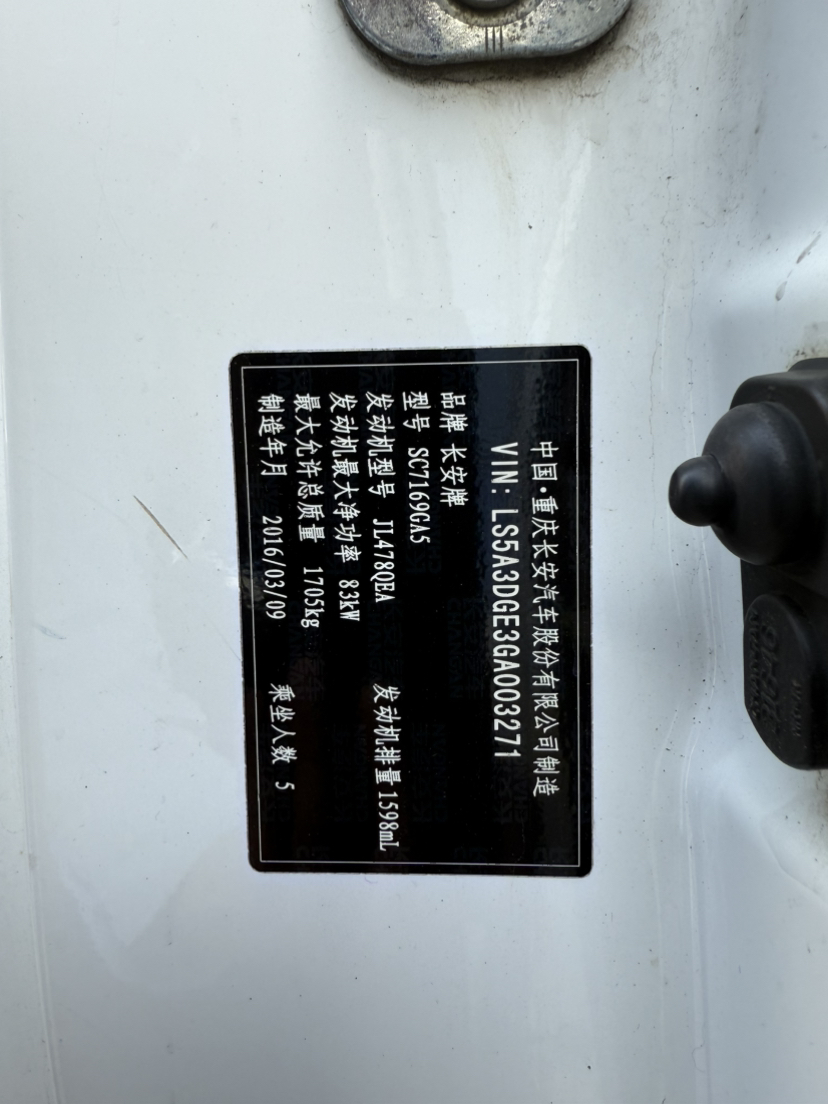 中国·重庆长安汽车股份有限公司制造
VIN: LS5A3DGE3GA003271
品牌 长安牌
型号 SC7169GA5
发动机型号 JL478QEA 发动机排量 1598mL
发动机最大净功率 83kW
最大允许总质量 1705kg
制造年月 2016/03/09 乘坐人数 5